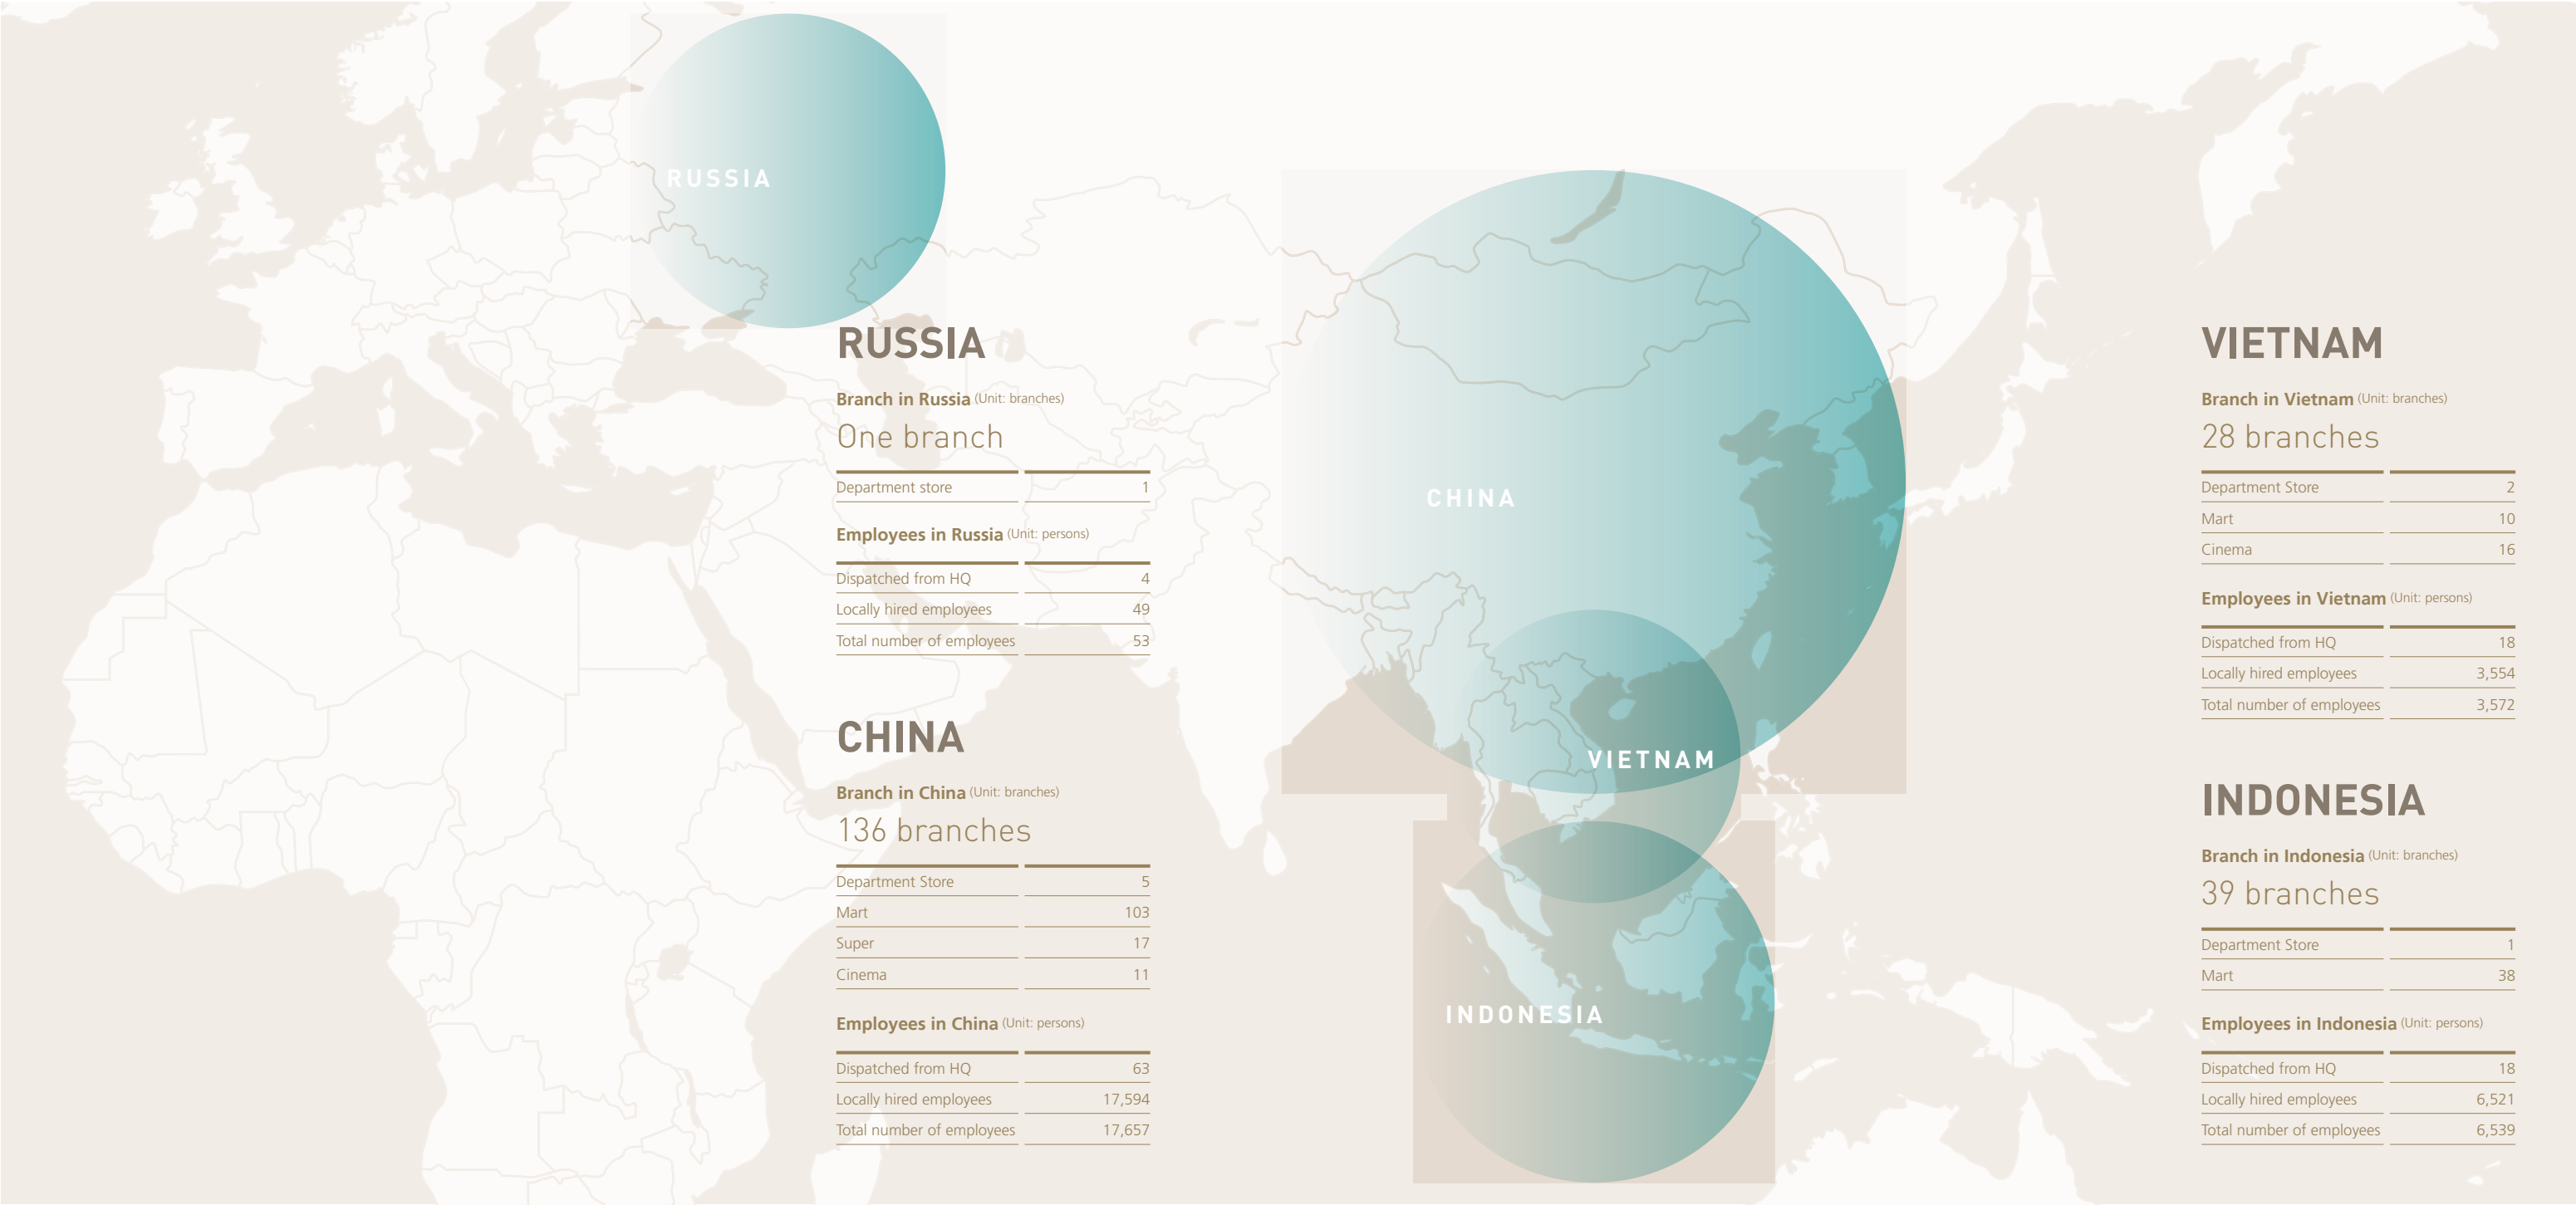 RUSSIA
CHINA
VIETNAM
INDONESIA
RUSSIA
Branch in Russia (Unit: branches)
One branch
Department store 1
Employees in Russia (Unit: persons)
Dispatched from HQ 4
Locally hired employees 49
Total number of employees 53
CHINA
Branch in China (Unit: branches)
136 branches
Department Store 5
Mart 103
Super 17
Cinema 11
Employees in China (Unit: persons)
Dispatched from HQ 63
Locally hired employees 17,594
Total number of employees 17,657
VIETNAM
Branch in Vietnam (Unit: branches)
28 branches
Department Store 2
Mart 10
Cinema 16
Employees in Vietnam (Unit: persons)
Dispatched from HQ 18
Locally hired employees 3,554
Total number of employees 3,572
INDONESIA
Branch in Indonesia (Unit: branches)
39 branches
Department Store 1
Mart 38
Employees in Indonesia (Unit: persons)
Dispatched from HQ 18
Locally hired employees 6,521
Total number of employees 6,539